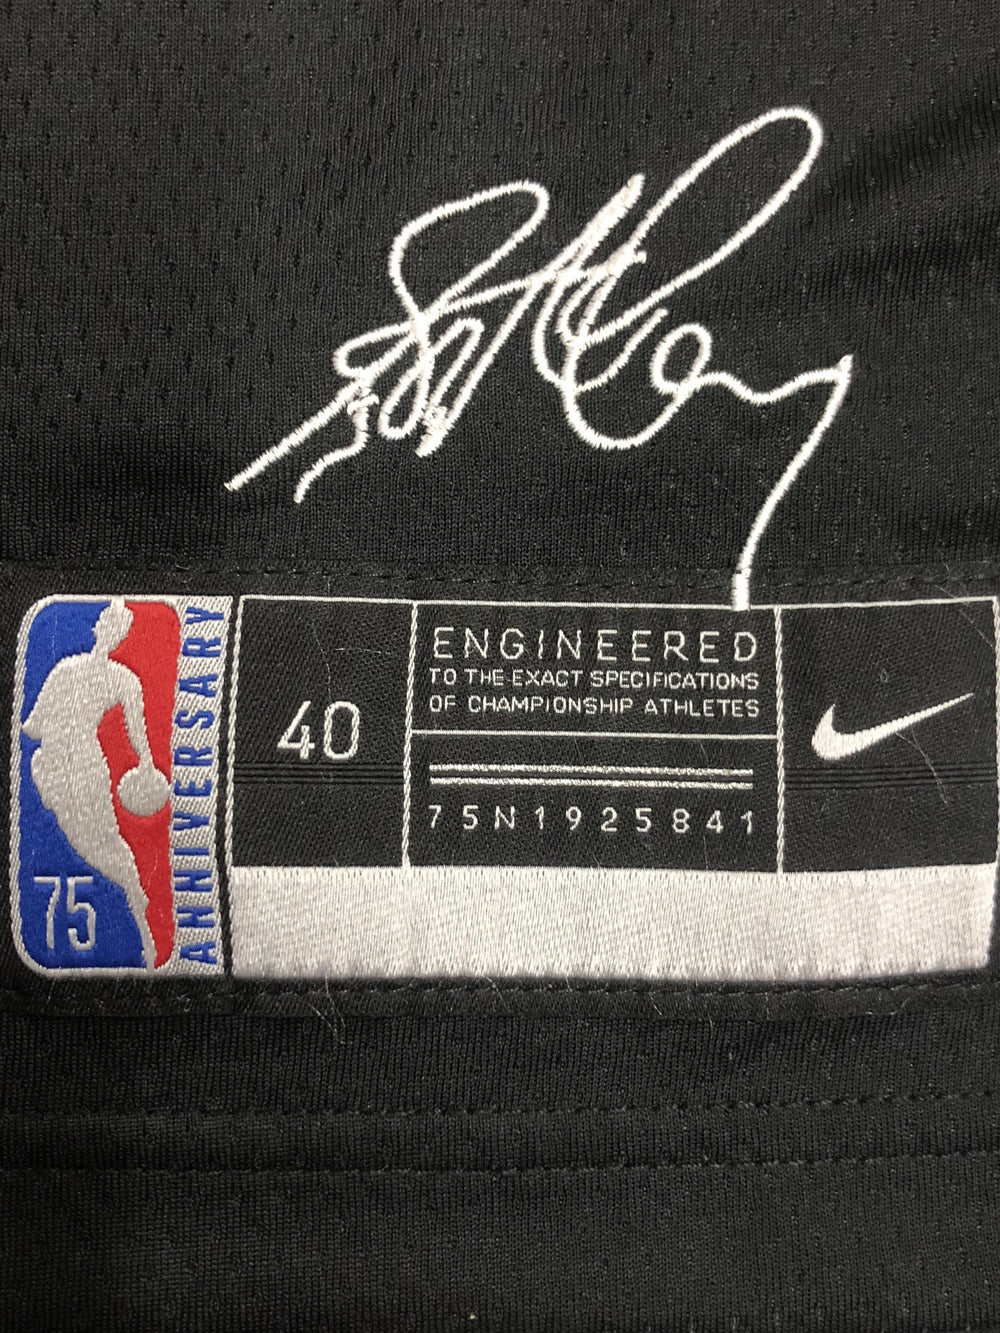 75
ANNIVERSARY
40
ENGINEERED
TO THE EXACT SPECIFICATIONS
OF CHAMPIONSHIP ATHLETES
75N1925841